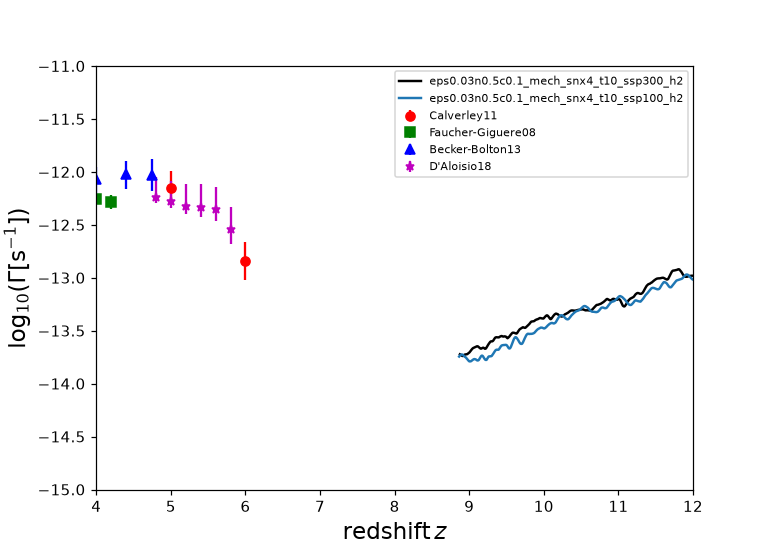 −11.0
−11.5
−12.0
−12.5
−13.0
−13.5
−14.0
−14.5
−15.0
log₁₀(Γ[s⁻¹])
eps0.03n0.5c0.1_mech_snx4_t10_ssp300_h2
eps0.03n0.5c0.1_mech_snx4_t10_ssp100_h2
Calverley11
Faucher-Giguere08
Becker-Bolton13
D'Aloisio18
4 5 6 7 8 9 10 11 12
redshift z